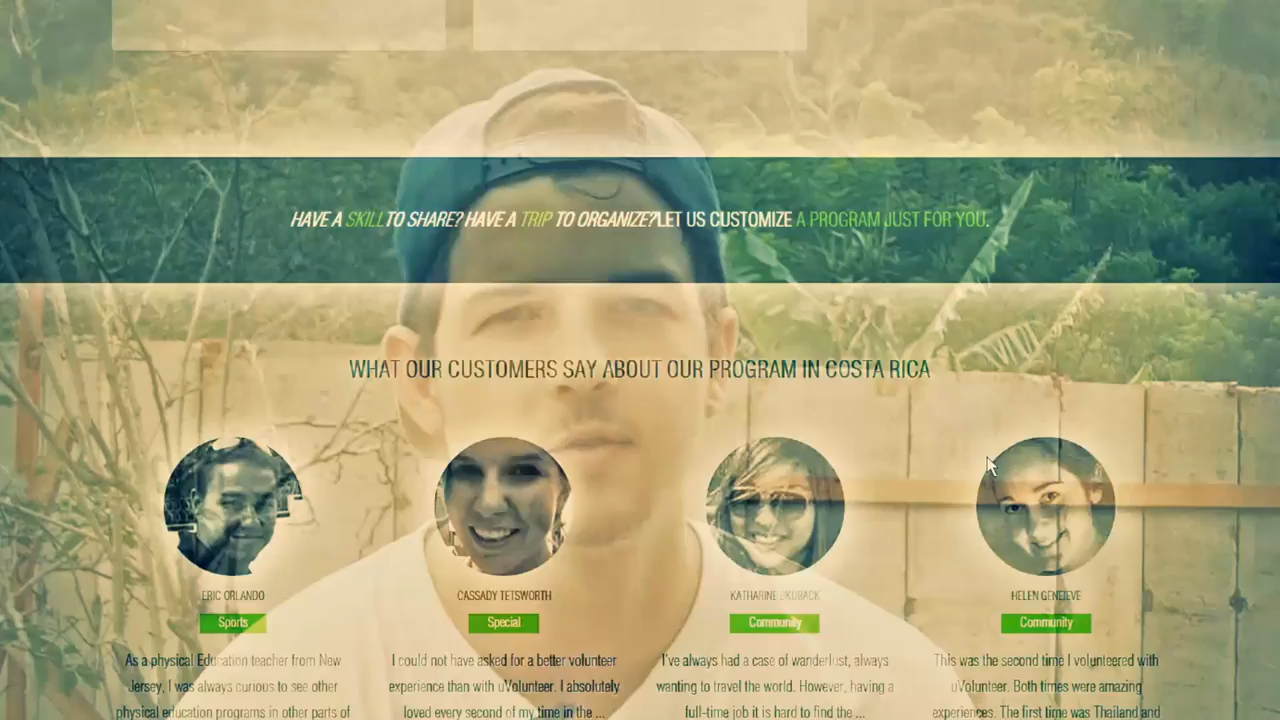 HAVE A SKILL TO SHARE? HAVE A TRIP TO ORGANIZE? LET US CUSTOMIZE A PROGRAM JUST FOR YOU.
WHAT OUR CUSTOMERS SAY ABOUT OUR PROGRAM IN COSTA RICA
ERIC ORLANDO
Sports
As a physical Education teacher from New
Jersey, I was always curious to see other
physical education programs in other parts of
CASSADY TETSWORTH
Special
I could not have asked for a better volunteer
experience than with uVolunteer. I absolutely
loved every second of my time in the ...
KATHARINE
Community
I've always had a case of wanderlust, always
wanting to travel the world. However, having a
full-time job it is hard to find the ...
HELEN GENEIEVE
Community
This was the second time I volunteered with
uVolunteer. Both times were amazing
experiences. The first time was Thailand and